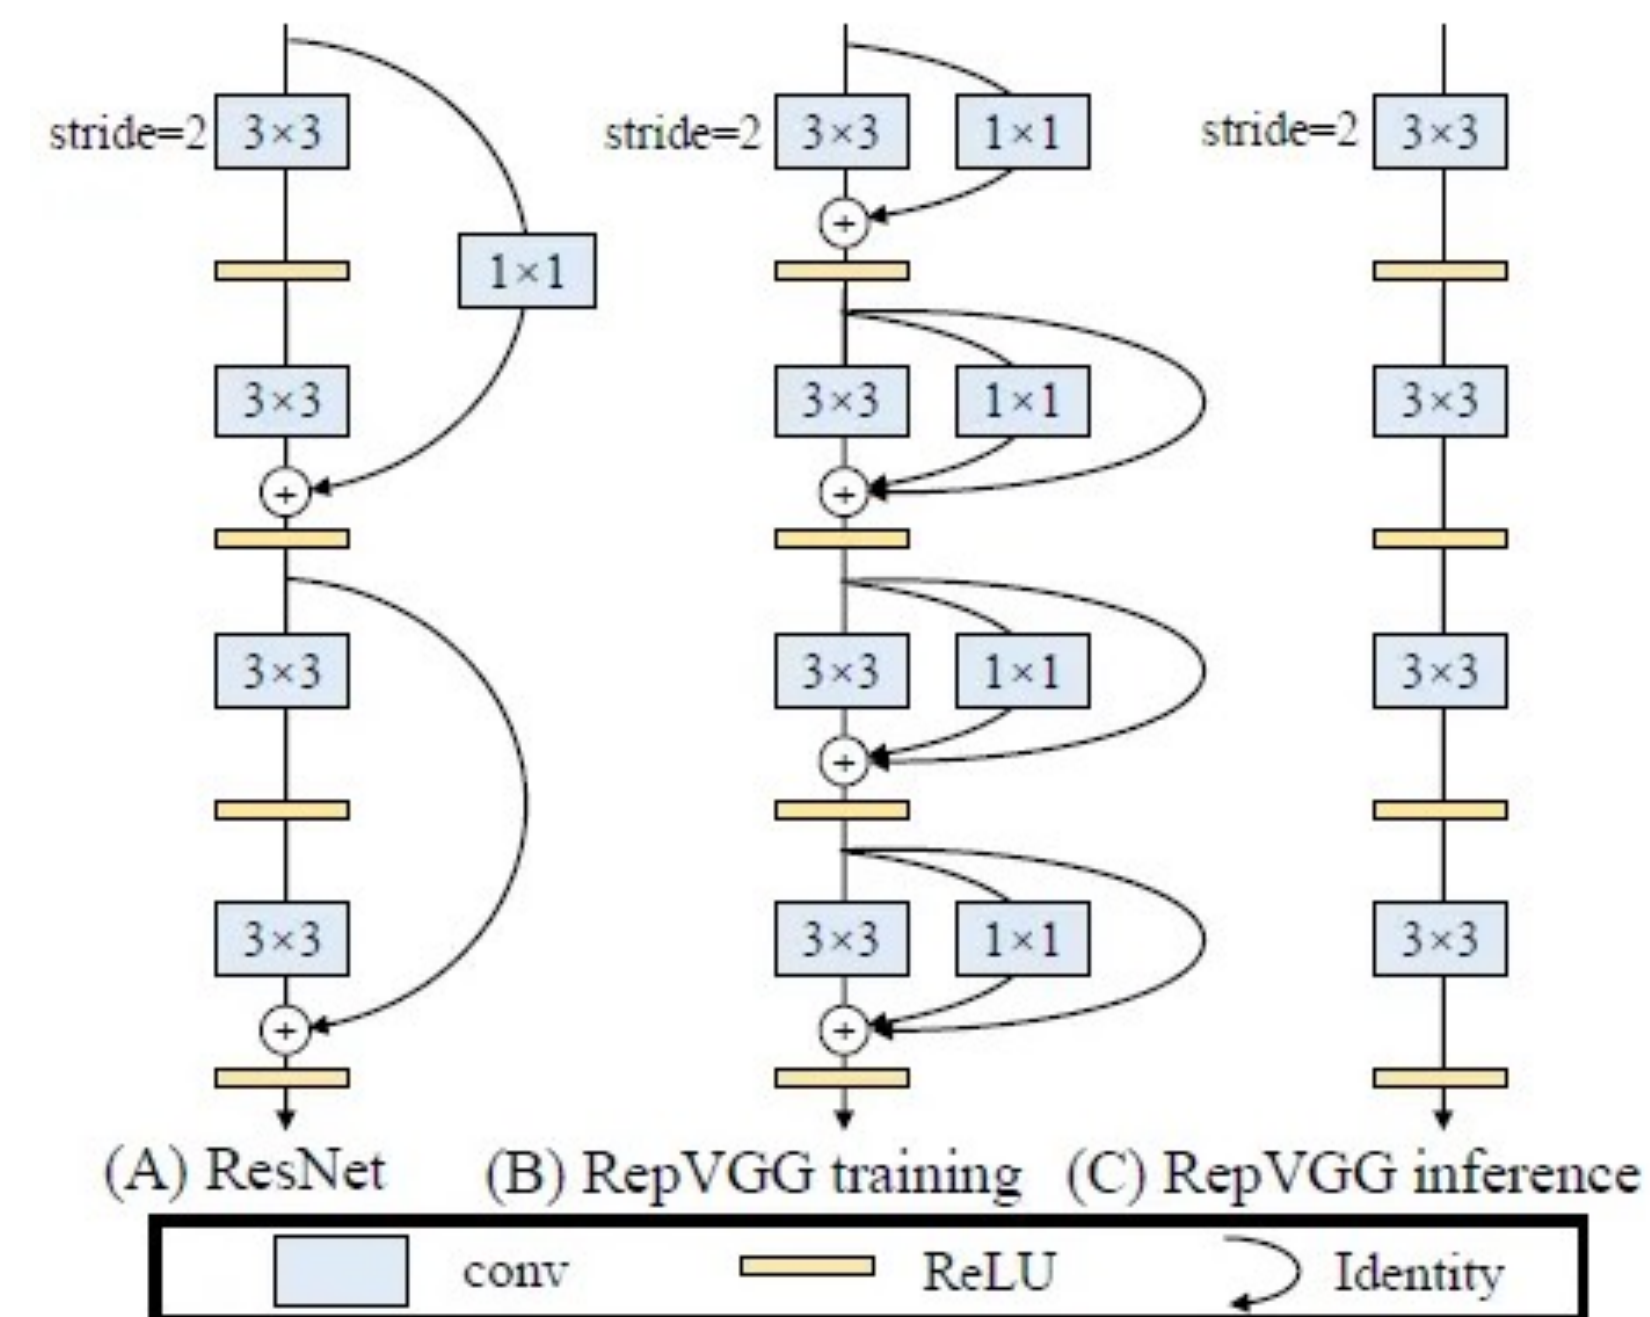 stride=2 3×3 stride=2 3×3 1×1 stride=2 3×3
+
1×1
3×3 3×3 1×1 3×3
+ +
3×3 3×3 1×1 3×3
+
3×3 3×3 1×1 3×3
+ +
(A) ResNet (B) RepVGG training (C) RepVGG inference
conv ReLU Identity